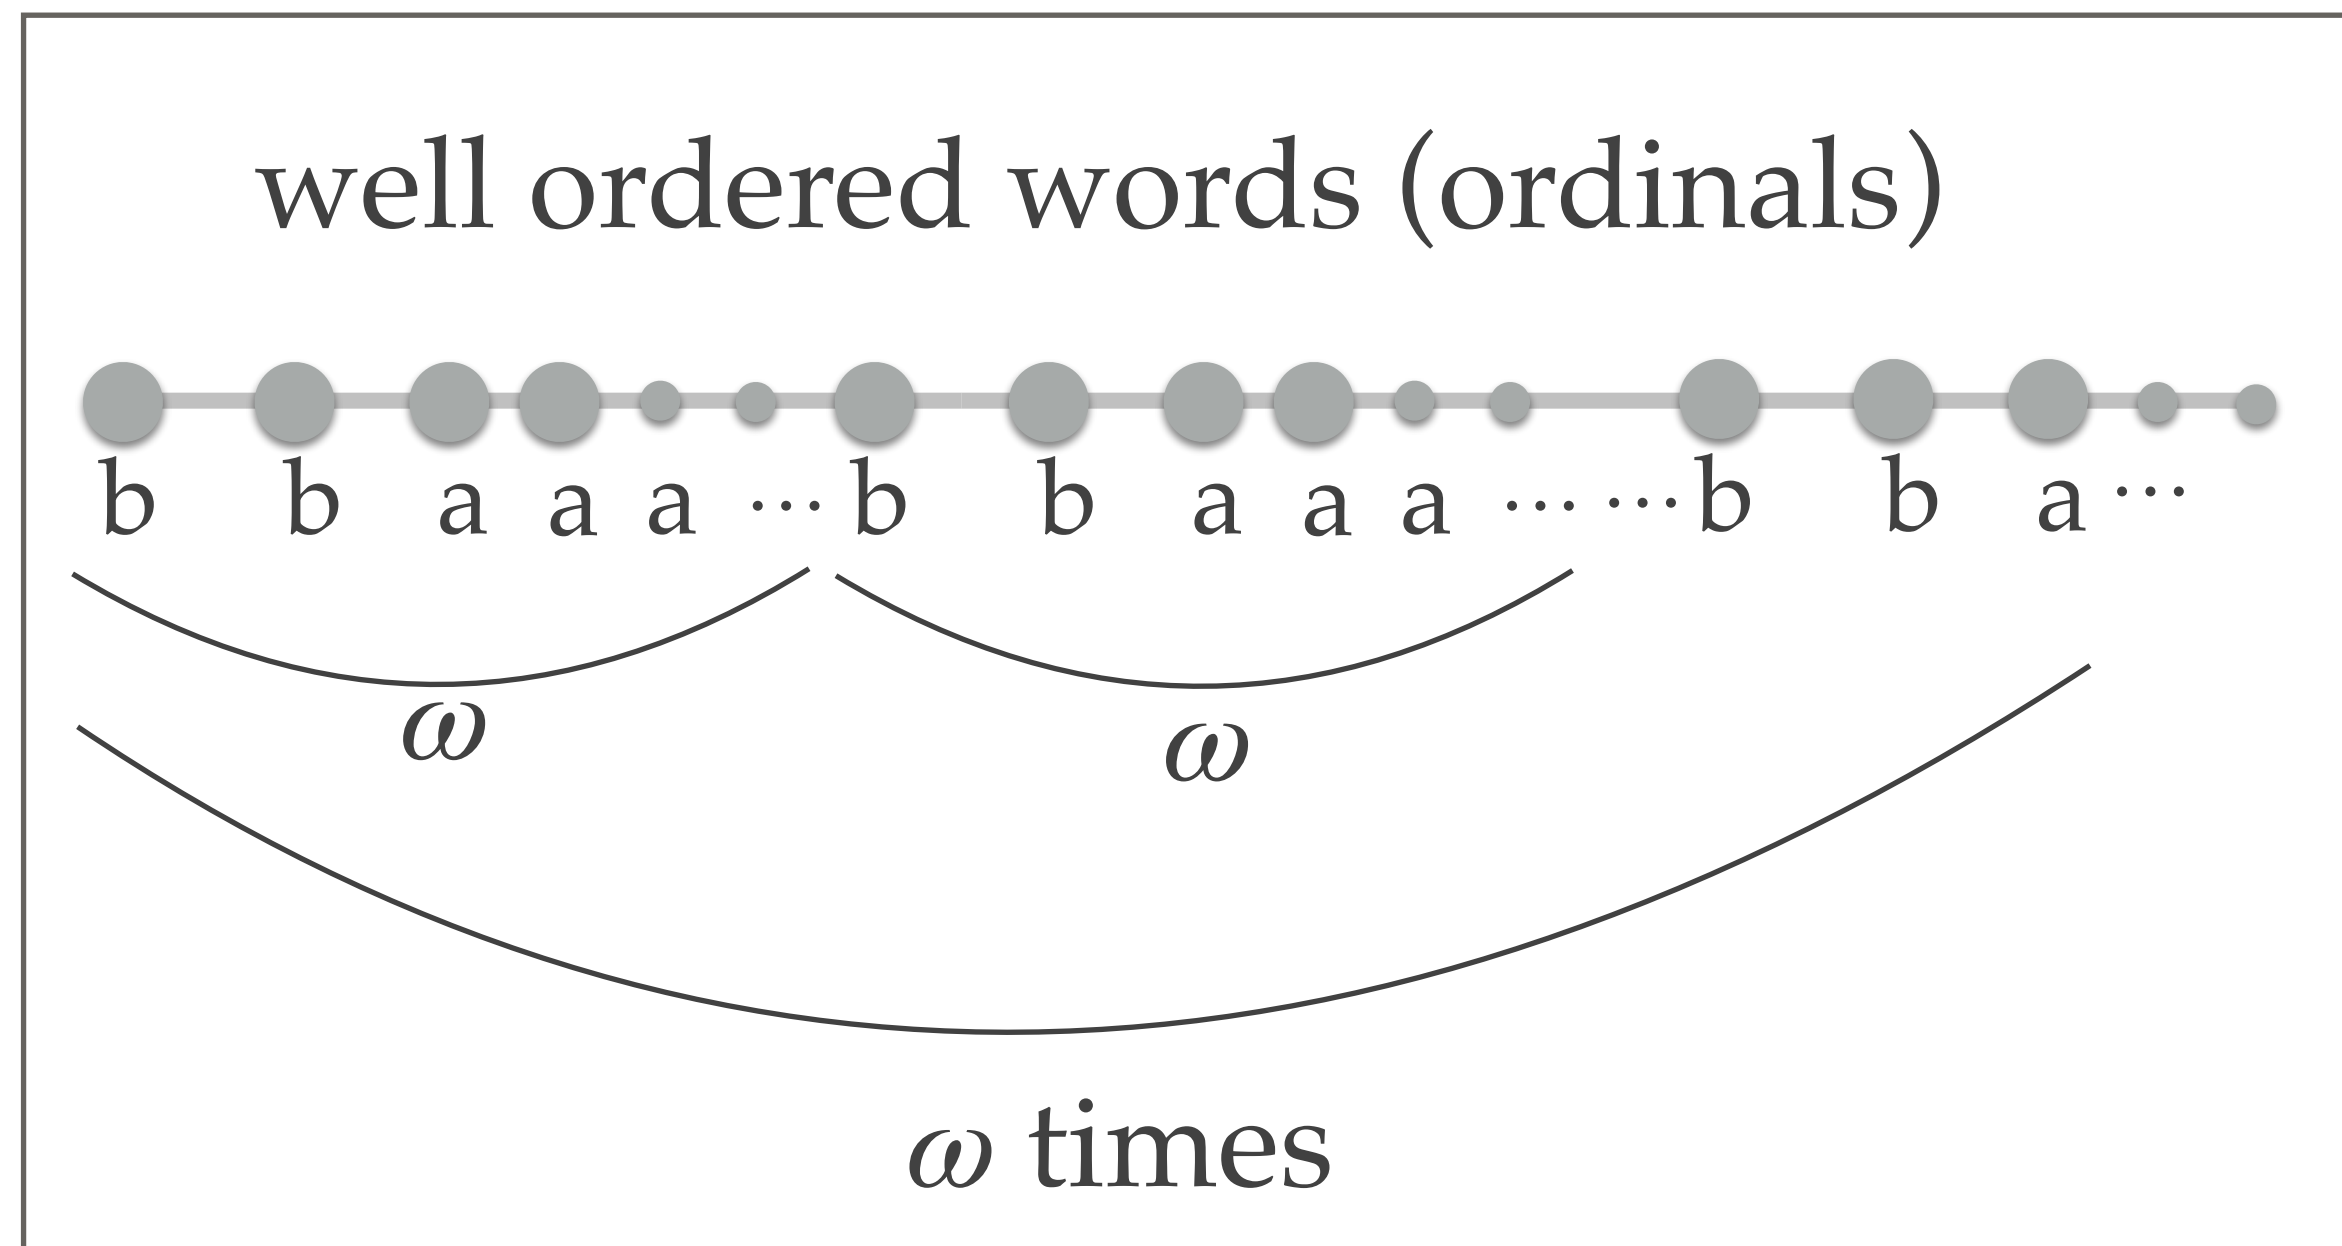 well ordered words (ordinals)
b b a a a ... b b a a a ... ... b b a ...
ω ω
ω times